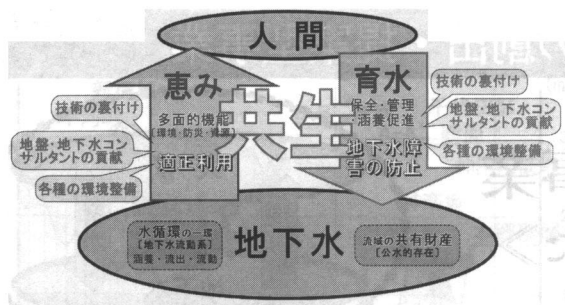 人間
恵み
多面的機能
[環境・防災・資源]
適正利用
共生
育水
保全・管理
涵養促進
地下水障
害の防止
技術の裏付け
地盤・地下水コン
サルタントの貢献
各種の環境整備
技術の裏付け
地盤・地下水コン
サルタントの貢献
各種の環境整備
水循環の一環
[地下水流動系]
涵養・流出・流動
地下水
流域の共有財産
[公水的存在]